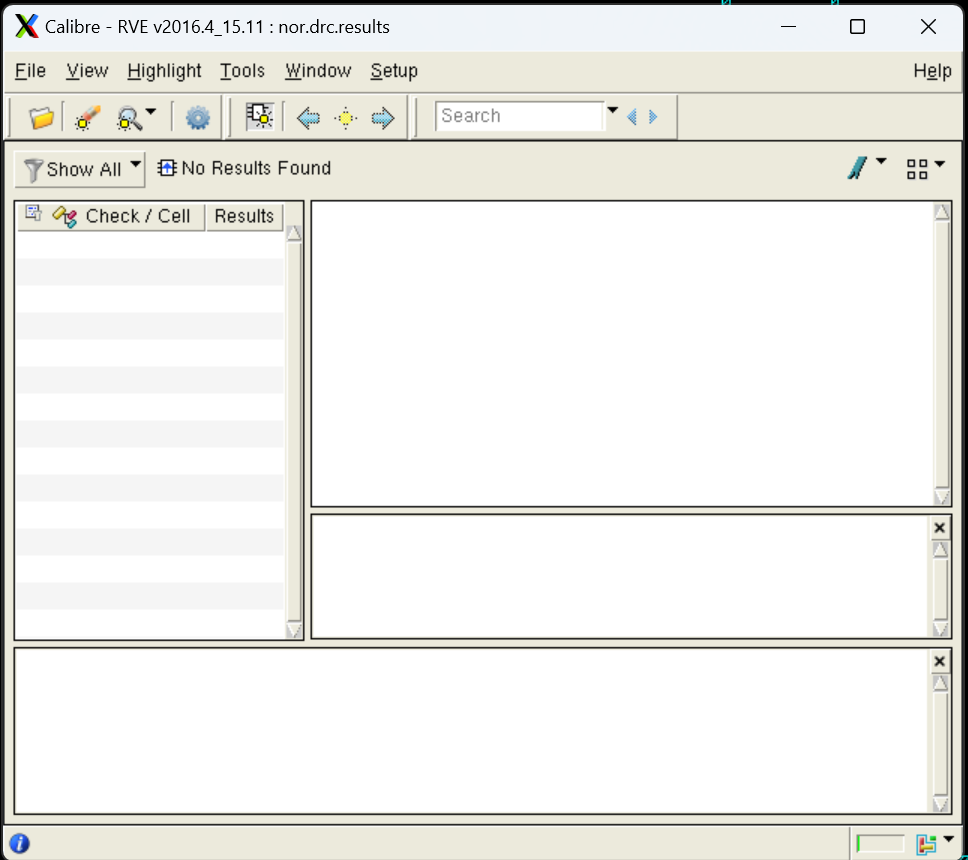 Calibre - RVE v2016.4_15.11 : nor.drc.results
File View Highlight Tools Window Setup Help
Search
Show All No Results Found
Check / Cell Results